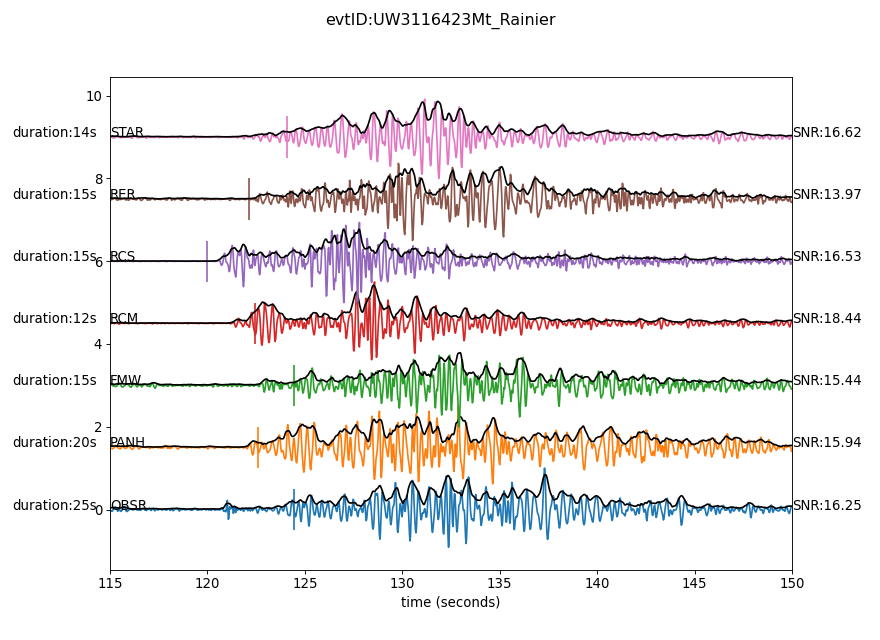 evtID:UW3116423Mt_Rainier
10
duration:14s STAR SNR:16.62
8
duration:15s RER SNR:13.97
duration:15s RCS SNR:16.53
6
duration:12s RCM SNR:18.44
4
duration:15s FMW SNR:15.44
2
duration:20s PANH SNR:15.94
duration:25s OBSR SNR:16.25
0
115 120 125 130 135 140 145 150
time (seconds)